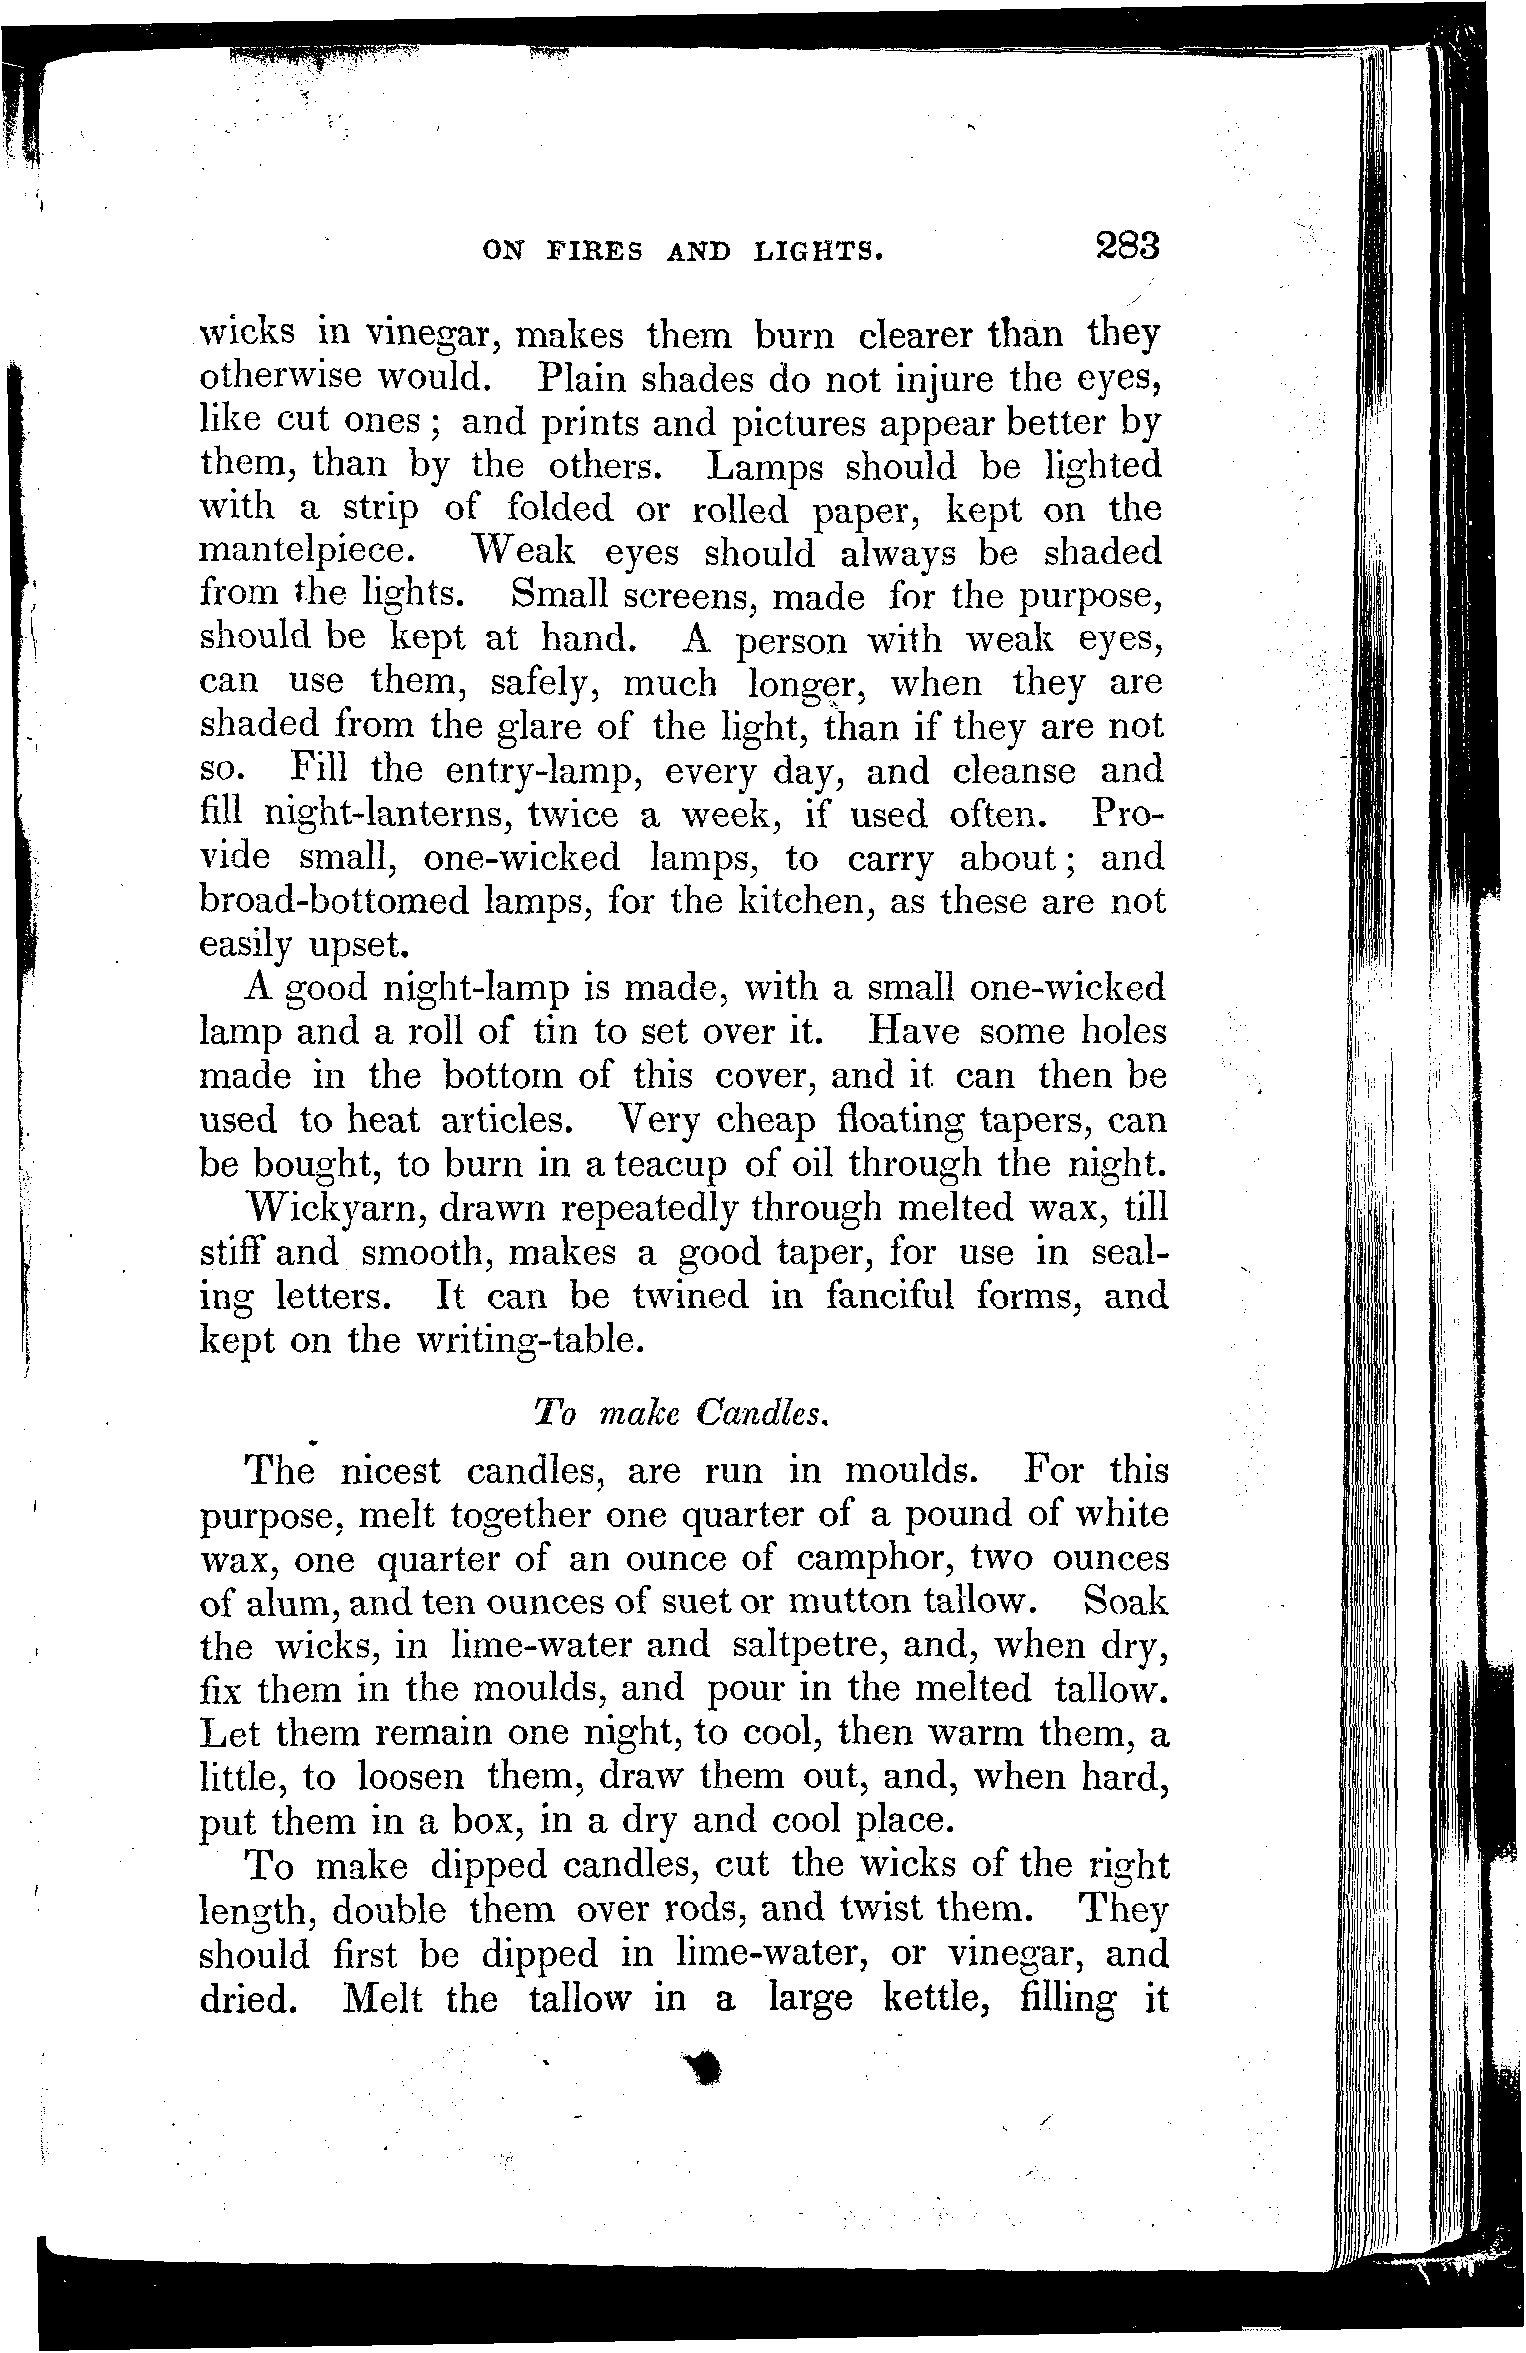 ON FIRES AND LIGHTS. 283
wicks in vinegar, makes them burn clearer than they
otherwise would. Plain shades do not injure the eyes,
like cut ones; and prints and pictures appear better by
them, than by the others. Lamps should be lighted
with a strip of folded or rolled paper, kept on the
mantelpiece. Weak eyes should always be shaded
from the lights. Small screens, made for the purpose,
should be kept at hand. A person with weak eyes,
can use them, safely, much longer, when they are
shaded from the glare of the light, than if they are not
so. Fill the entry-lamp, every day, and cleanse and
fill night-lanterns, twice a week, if used often. Pro-
vide small, one-wicked lamps, to carry about; and
broad-bottomed lamps, for the kitchen, as these are not
easily upset.
A good night-lamp is made, with a small one-wicked
lamp and a roll of tin to set over it. Have some holes
made in the bottom of this cover, and it can then be
used to heat articles. Very cheap floating tapers, can
be bought, to burn in a teacup of oil through the night.
Wickyarn, drawn repeatedly through melted wax, till
stiff and smooth, makes a good taper, for use in seal-
ing letters. It can be twined in fanciful forms, and
kept on the writing-table.
To make Candles.
The nicest candles, are run in moulds. For this
purpose, melt together one quarter of a pound of white
wax, one quarter of an ounce of camphor, two ounces
of alum, and ten ounces of suet or mutton tallow. Soak
the wicks, in lime-water and saltpetre, and, when dry,
fix them in the moulds, and pour in the melted tallow.
Let them remain one night, to cool, then warm them, a
little, to loosen them, draw them out, and, when hard,
put them in a box, in a dry and cool place.
To make dipped candles, cut the wicks of the right
length, double them over rods, and twist them. They
should first be dipped in lime-water, or vinegar, and
dried. Melt the tallow in a large kettle, filling it